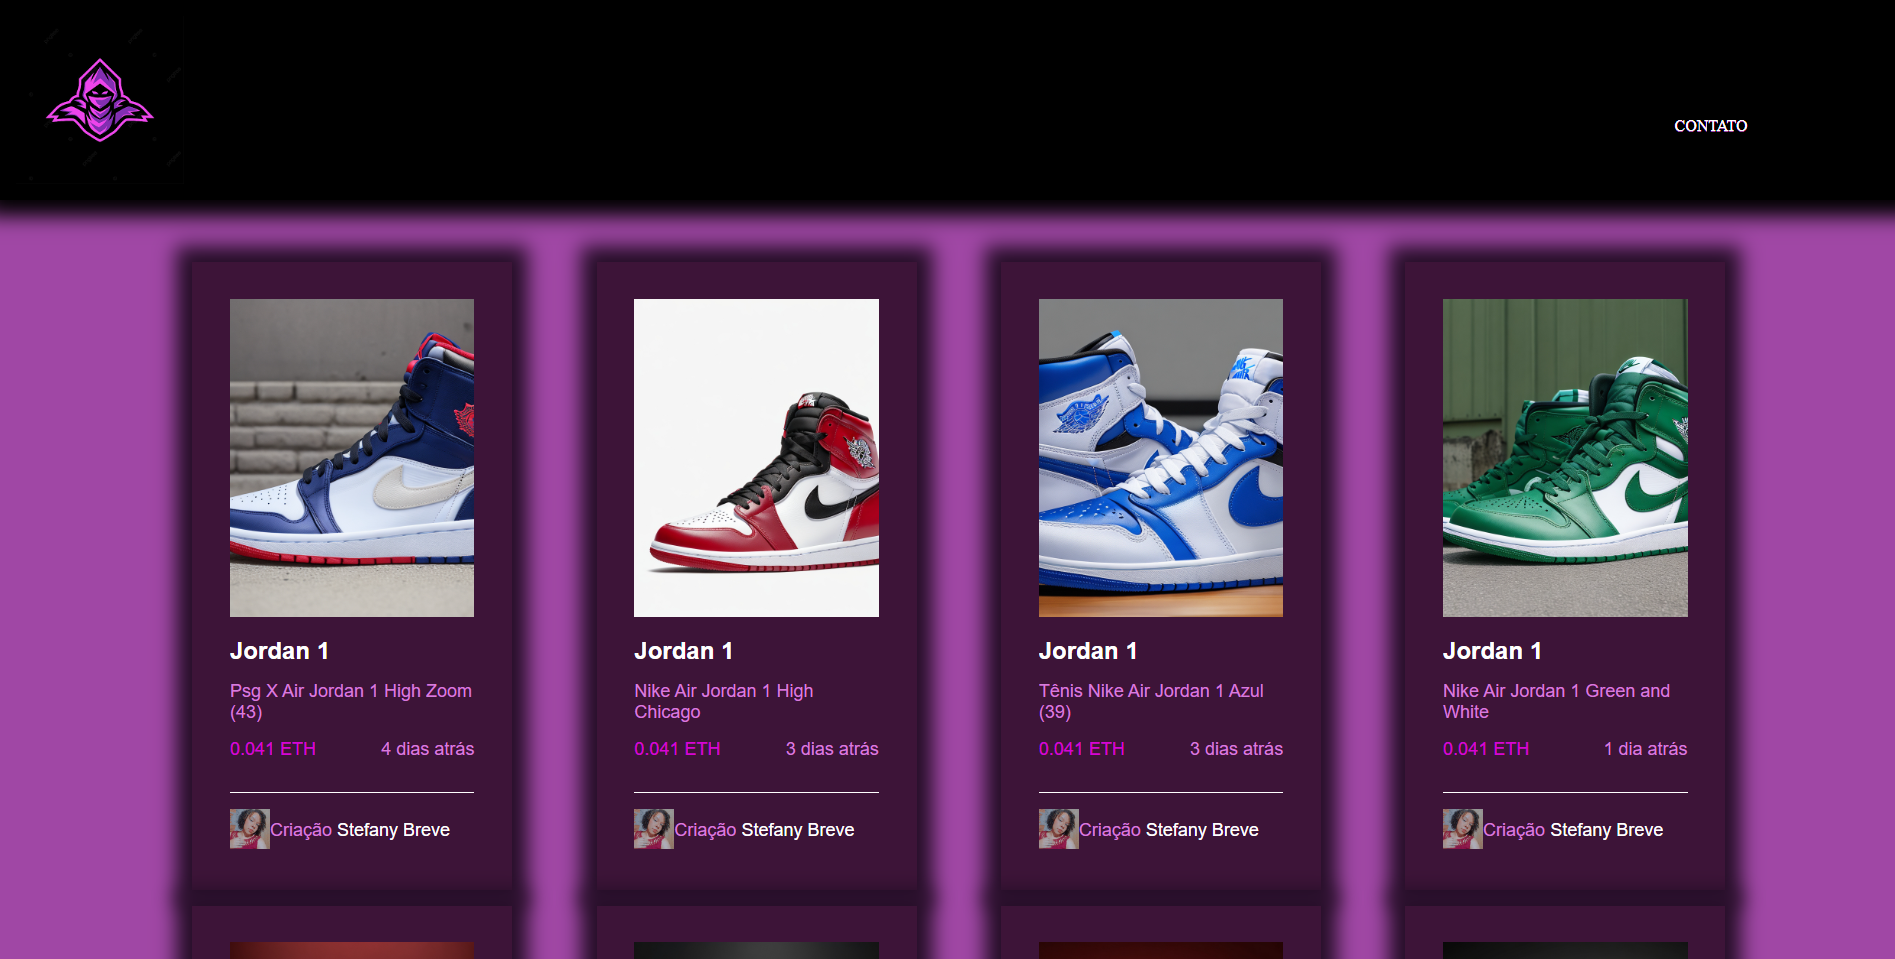 CONTATO
Jordan 1
Psg X Air Jordan 1 High Zoom
(43)
0.041 ETH 4 dias atrás
Criação Stefany Breve
Jordan 1
Nike Air Jordan 1 High
Chicago
0.041 ETH 3 dias atrás
Criação Stefany Breve
Jordan 1
Tênis Nike Air Jordan 1 Azul
(39)
0.041 ETH 3 dias atrás
Criação Stefany Breve
Jordan 1
Nike Air Jordan 1 Green and
White
0.041 ETH 1 dia atrás
Criação Stefany Breve